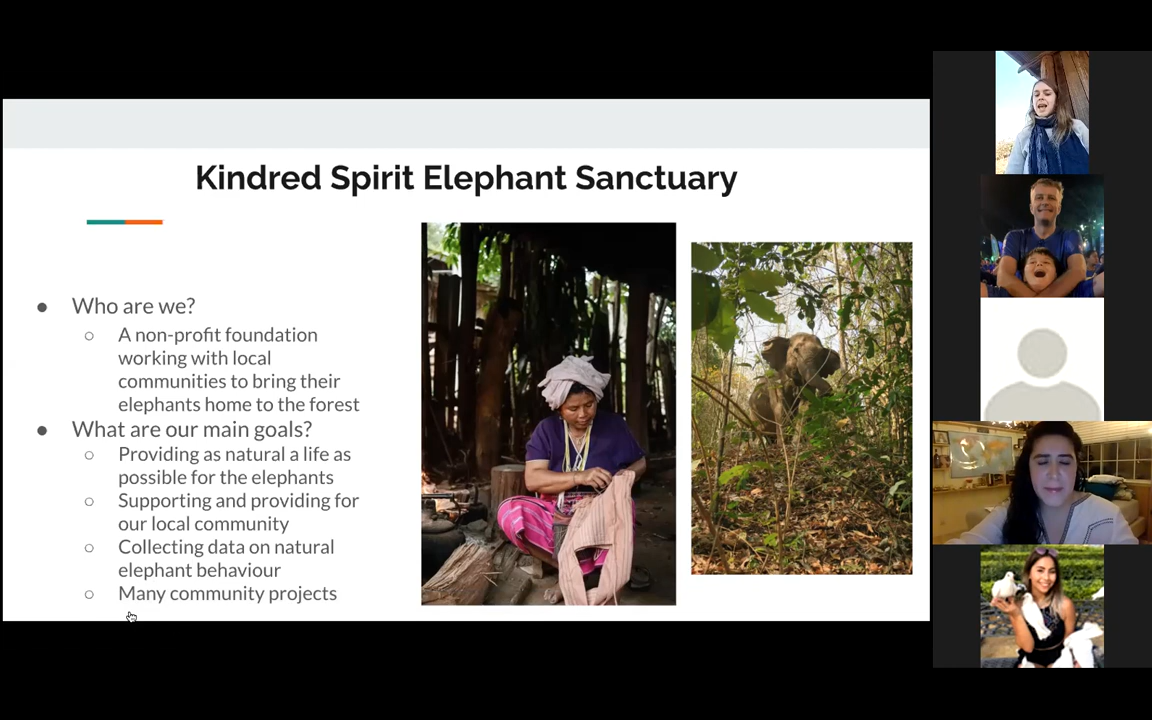 Kindred Spirit Elephant Sanctuary
● Who are we?
○ A non-profit foundation
working with local
communities to bring their
elephants home to the forest
● What are our main goals?
○ Providing as natural a life as
possible for the elephants
○ Supporting and providing for
our local community
○ Collecting data on natural
elephant behaviour
○ Many community projects